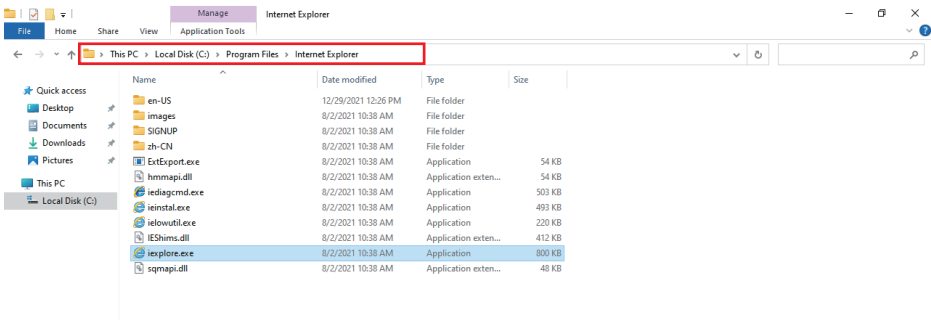 Manage
Internet Explorer
File Home Share View Application Tools
This PC > Local Disk (C:) > Program Files > Internet Explorer
Name Date modified Type Size
Quick access
Desktop
Documents
Downloads
Pictures
This PC
Local Disk (C:)
en-US 12/29/2021 12:26 PM File folder
images 8/2/2021 10:38 AM File folder
SIGNUP 8/2/2021 10:38 AM File folder
zh-CN 8/2/2021 10:38 AM File folder
ExtExport.exe 8/2/2021 10:38 AM Application 54 KB
hmmapi.dll 8/2/2021 10:38 AM Application exten... 54 KB
iediagcmd.exe 8/2/2021 10:38 AM Application 503 KB
ieinstal.exe 8/2/2021 10:38 AM Application 493 KB
ielowutil.exe 8/2/2021 10:38 AM Application 220 KB
IEShims.dll 8/2/2021 10:38 AM Application exten... 412 KB
iexplore.exe 8/2/2021 10:38 AM Application 800 KB
sqmapi.dll 8/2/2021 10:38 AM Application exten... 48 KB